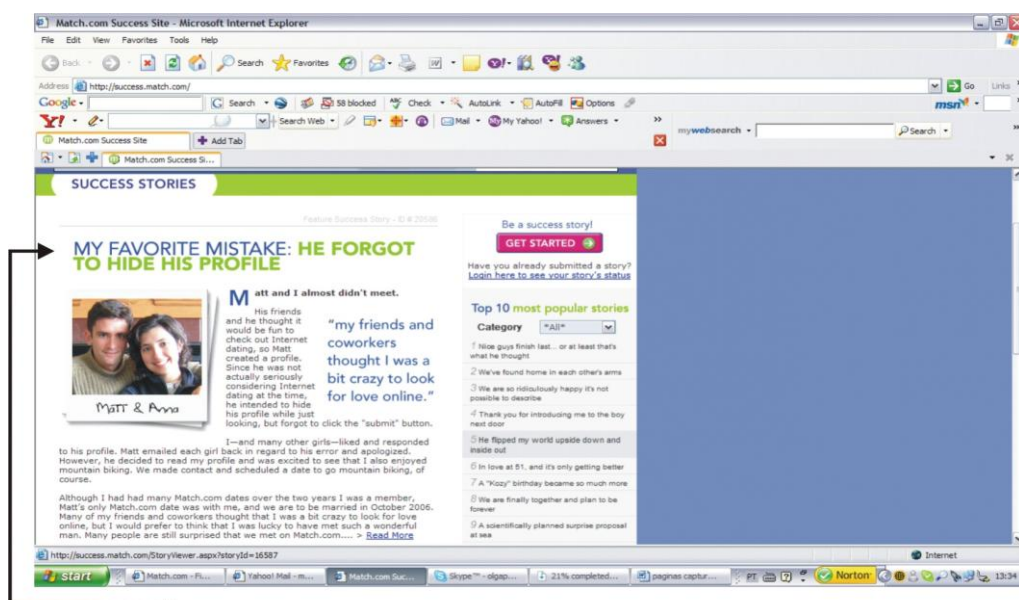 Match.com Success Site - Microsoft Internet Explorer
File Edit View Favorites Tools Help
Back Search Favorites
Address http://success.match.com/ Go Links
Google Search 58 blocked Check AutoLink AutoFill Options msn
Y! Search Web Mail My Yahoo! Answers mywebsearch Search
Match.com Success Site Add Tab
Match.com Success Si...
SUCCESS STORIES
Feature Success Story - ID # 20586
MY FAVORITE MISTAKE: HE FORGOT
TO HIDE HIS PROFILE
Matt & Anna
Matt and I almost didn't meet.
His friends
and he thought it
would be fun to
check out Internet
dating, so Matt
created a profile.
Since he was not
actually seriously
considering Internet
dating at the time,
he intended to hide
his profile while just
looking, but forgot to click the "submit" button.
"my friends and
coworkers
thought I was a
bit crazy to look
for love online."
I—and many other girls—liked and responded
to his profile. Matt emailed each girl back in regard to his error and apologized.
However, he decided to read my profile and was excited to see that I also enjoyed
mountain biking. We made contact and scheduled a date to go mountain biking, of
course.
Although I had had many Match.com dates over the two years I was a member,
Matt's only Match.com date was with me, and we are to be married in October 2006.
Many of my friends and coworkers thought that I was a bit crazy to look for love
online, but I would prefer to think that I was lucky to have met such a wonderful
man. Many people are still surprised that we met on Match.com.... > Read More
Be a success story!
GET STARTED
Have you already submitted a story?
Login here to see your story's status
Top 10 most popular stories
Category *All*
1 Nice guys finish last... or at least that's
what he thought
2 We've found home in each other's arms
3 We are so ridiculously happy it's not
possible to describe
4 Thank you for introducing me to the boy
next door
5 He flipped my world upside down and
inside out
6 In love at 51, and it's only getting better
7 A "Kozy" birthday became so much more
8 We are finally together and plan to be
forever
9 A scientifically planned surprise proposal
at sea
http://success.match.com/StoryViewer.aspx?storyId=16587 Internet
start Match.com - Fi... Yahoo! Mail - m... Match.com Suc... Skype™ - olgap... 21% completed... paginas captur... PT Norton 13:34